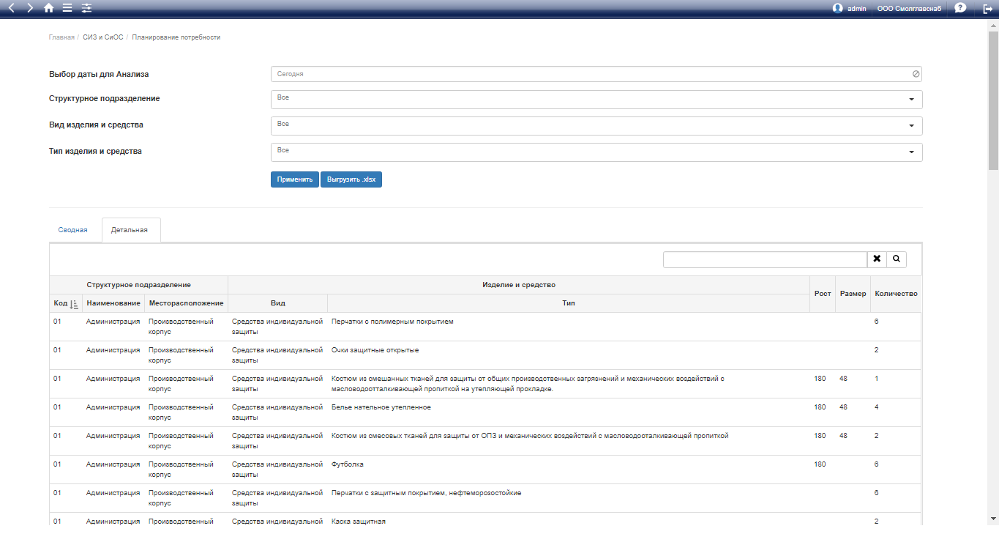 admin ООО Смолглавснаб
Главная / СИЗ и СиОС / Планирование потребности
Выбор даты для Анализа Сегодня
Структурное подразделение Все
Вид изделия и средства Все
Тип изделия и средства Все
Применить Выгрузить .xlsx
Сводная Детальная
Структурное подразделение Изделие и средство Рост Размер Количество
Код Наименование Месторасположение Вид Тип
01 Администрация Производственный Средства индивидуальной Перчатки с полимерным покрытием 6
корпус защиты
01 Администрация Производственный Средства индивидуальной Очки защитные открытые 2
корпус защиты
01 Администрация Производственный Средства индивидуальной Костюм из смешанных тканей для защиты от общих производственных загрязнений и механических воздействий с 180 48 1
корпус защиты масловодоотталкивающей пропиткой на утепляющей прокладке.
01 Администрация Производственный Средства индивидуальной Белье нательное утепленное 180 48 4
корпус защиты
01 Администрация Производственный Средства индивидуальной Костюм из смесовых тканей для защиты от ОПЗ и механических воздействий с масловодооталкивающей пропиткой 180 48 2
корпус защиты
01 Администрация Производственный Средства индивидуальной Футболка 180 6
корпус защиты
01 Администрация Производственный Средства индивидуальной Перчатки с защитным покрытием, нефтеморозостойкие 6
корпус защиты
01 Администрация Производственный Средства индивидуальной Каска защитная 2